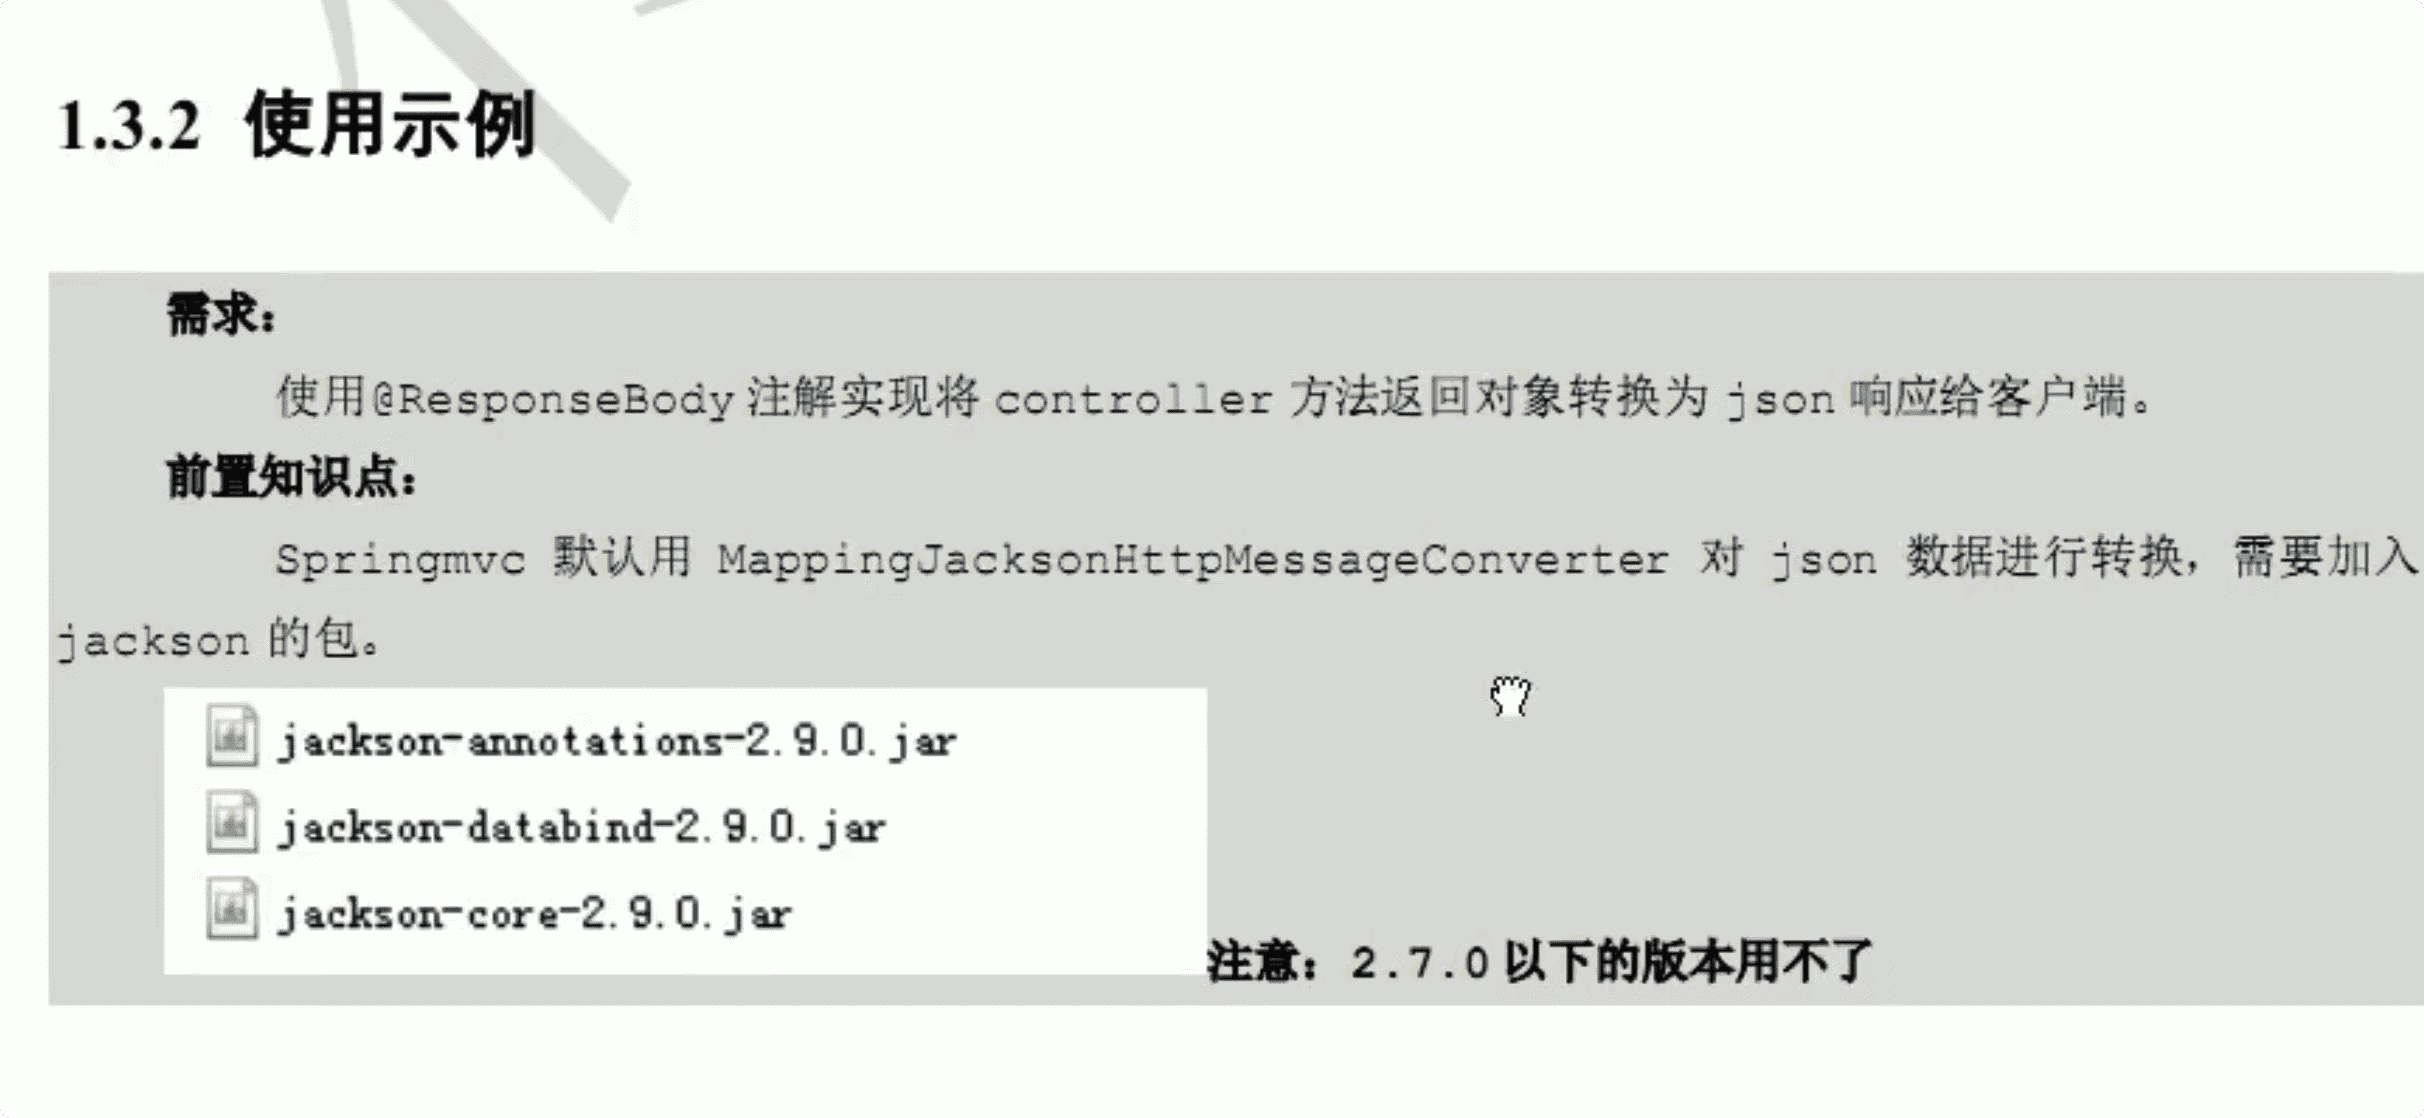 1.3.2 使用示例
需求：
使用@ResponseBody 注解实现将 controller 方法返回对象转换为 json 响应给客户端。
前置知识点：
Springmvc 默认用 MappingJacksonHttpMessageConverter 对 json 数据进行转换，需要加入
jackson 的包。
jackson-annotations-2.9.0.jar
jackson-databind-2.9.0.jar
jackson-core-2.9.0.jar
注意：2.7.0 以下的版本用不了